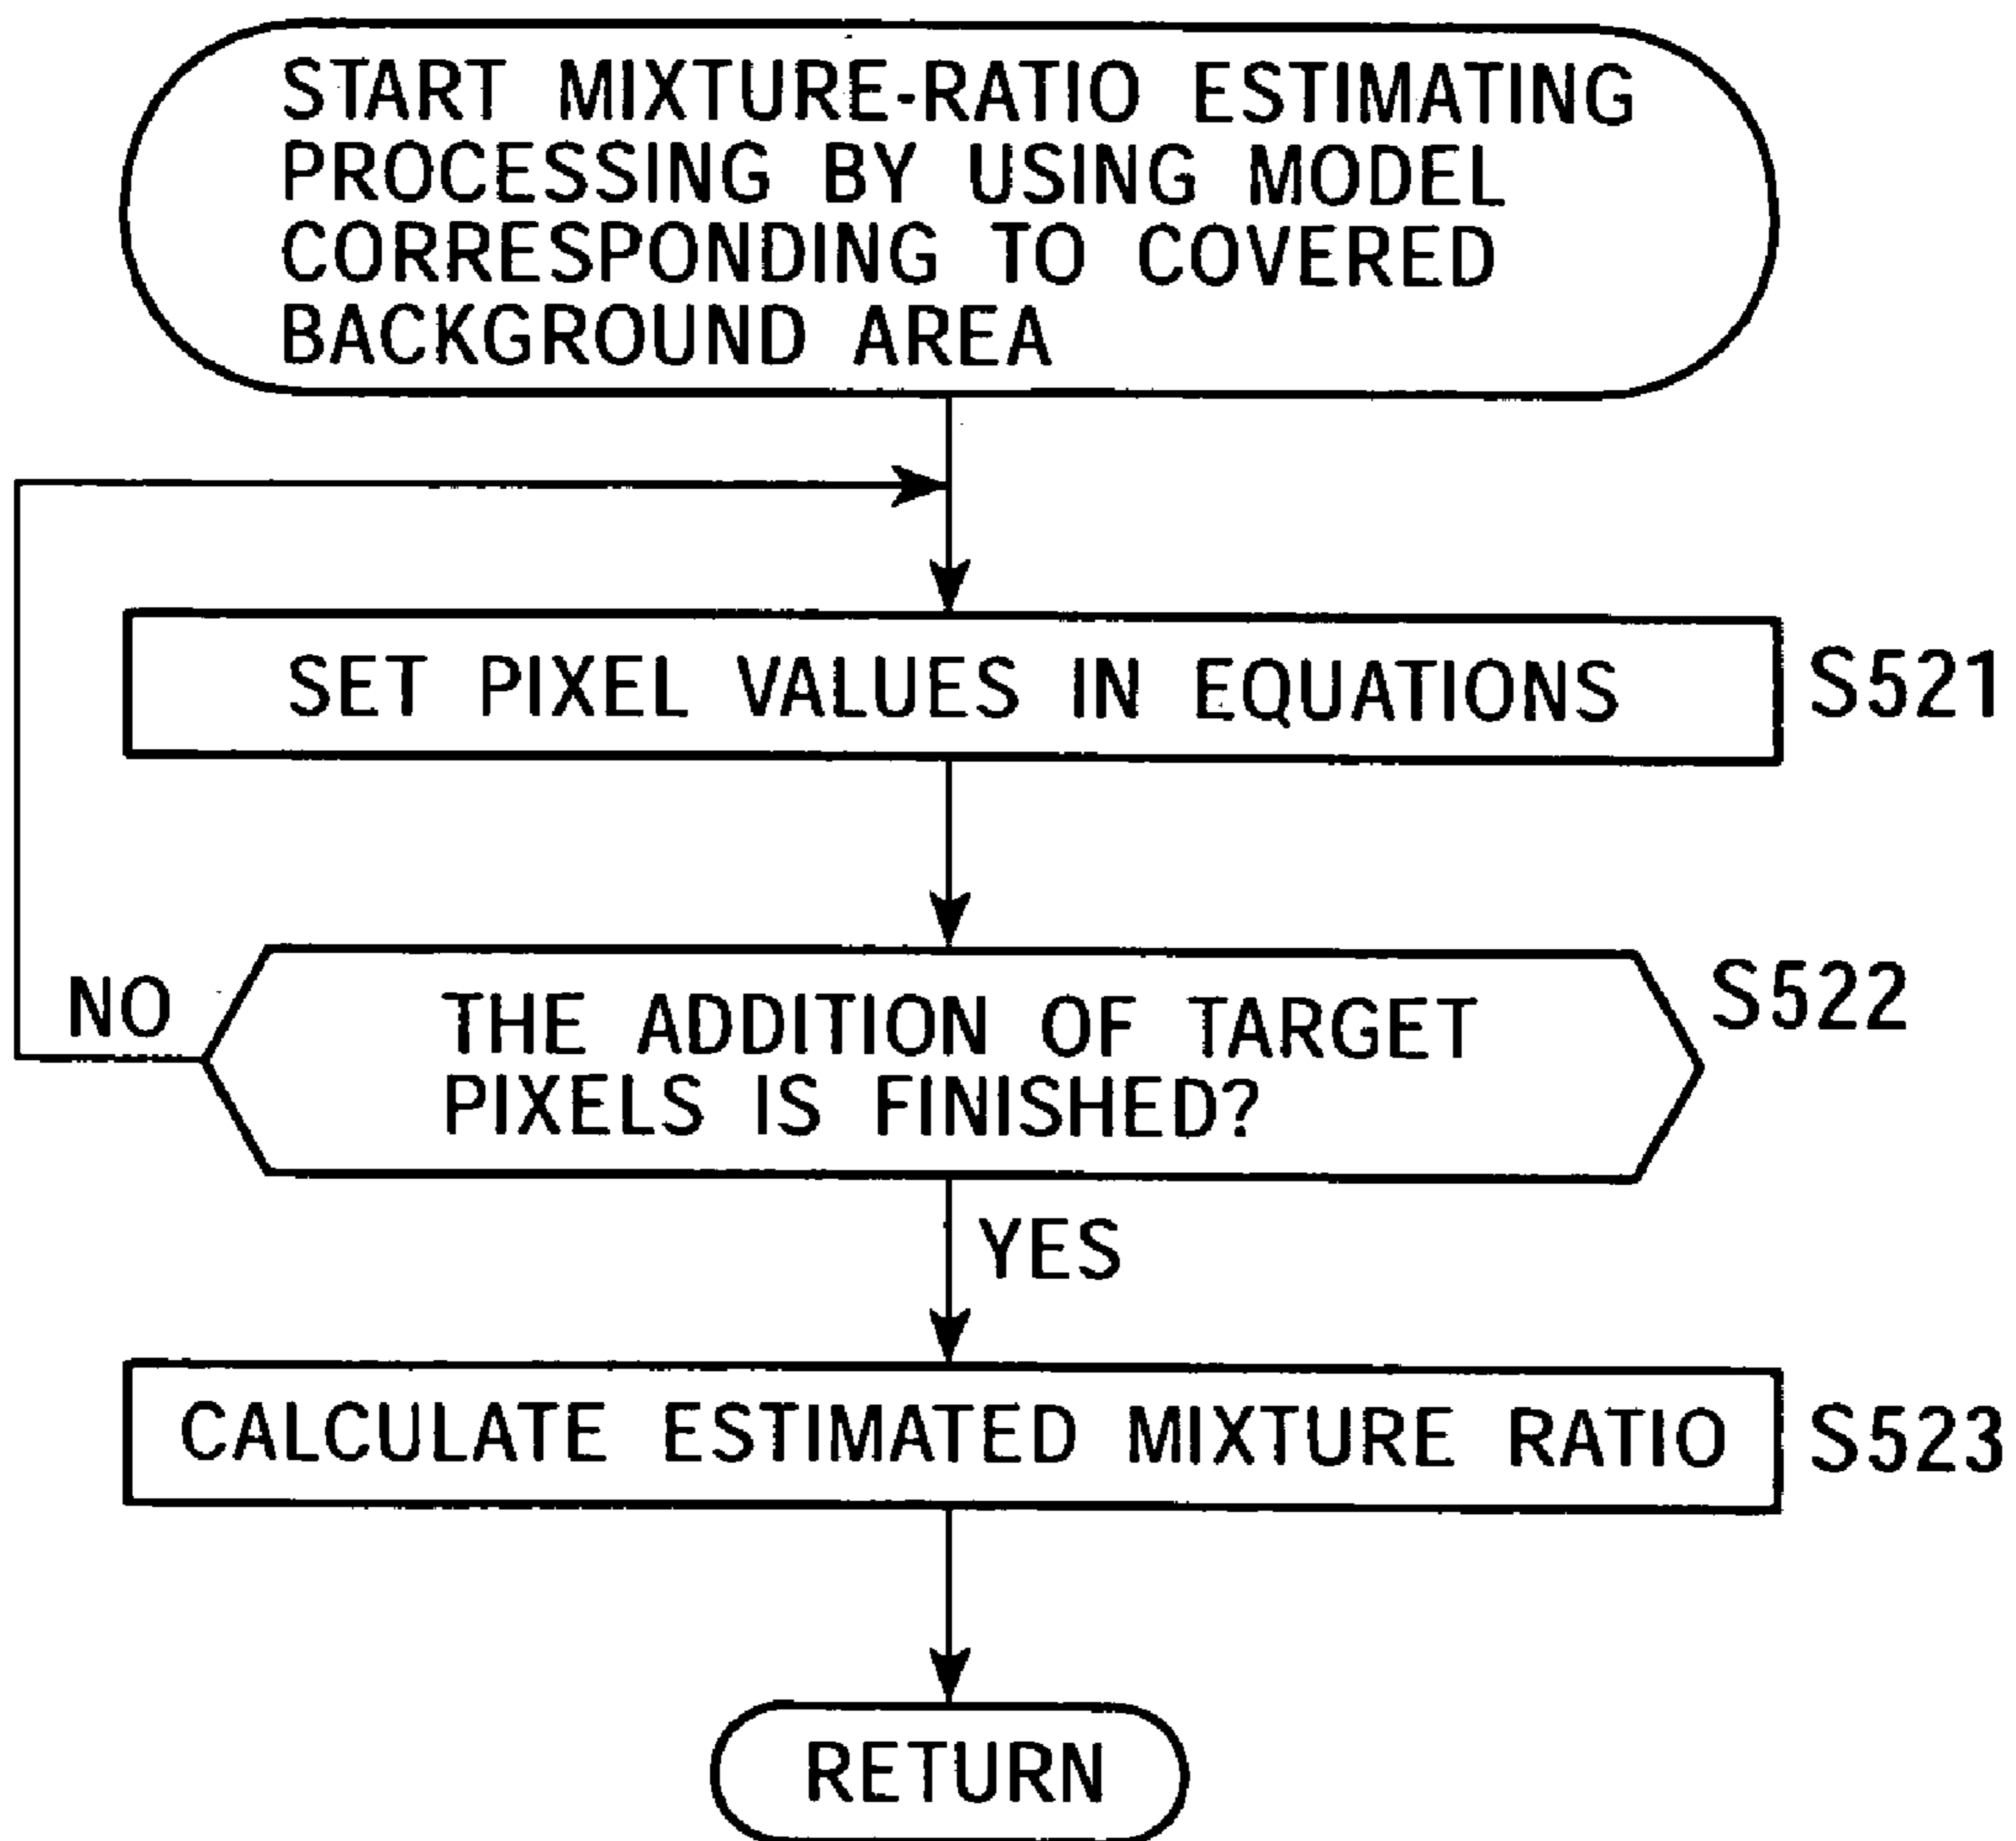 START MIXTURE-RATIO ESTIMATING
PROCESSING BY USING MODEL
CORRESPONDING TO COVERED
BACKGROUND AREA
SET PIXEL VALUES IN EQUATIONS
S521
NO
THE ADDITION OF TARGET
PIXELS IS FINISHED?
S522
YES
CALCULATE ESTIMATED MIXTURE RATIO
S523
RETURN